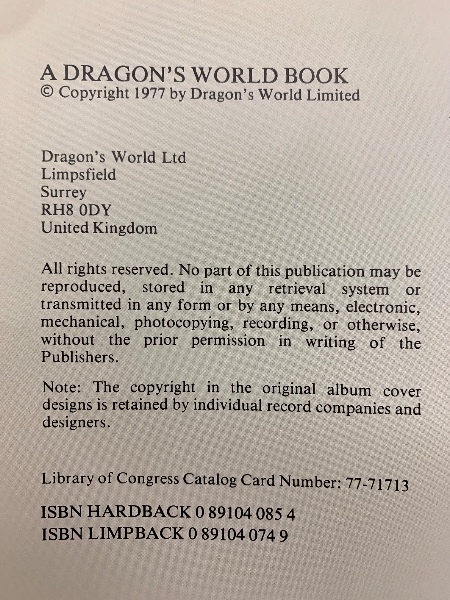 A DRAGON'S WORLD BOOK
© Copyright 1977 by Dragon's World Limited
Dragon's World Ltd
Limpsfield
Surrey
RH8 0DY
United Kingdom
All rights reserved. No part of this publication may be
reproduced, stored in any retrieval system or
transmitted in any form or by any means, electronic,
mechanical, photocopying, recording, or otherwise,
without the prior permission in writing of the
Publishers.
Note: The copyright in the original album cover
designs is retained by individual record companies and
designers.
Library of Congress Catalog Card Number: 77-71713
ISBN HARDBACK 0 89104 085 4
ISBN LIMPBACK 0 89104 074 9